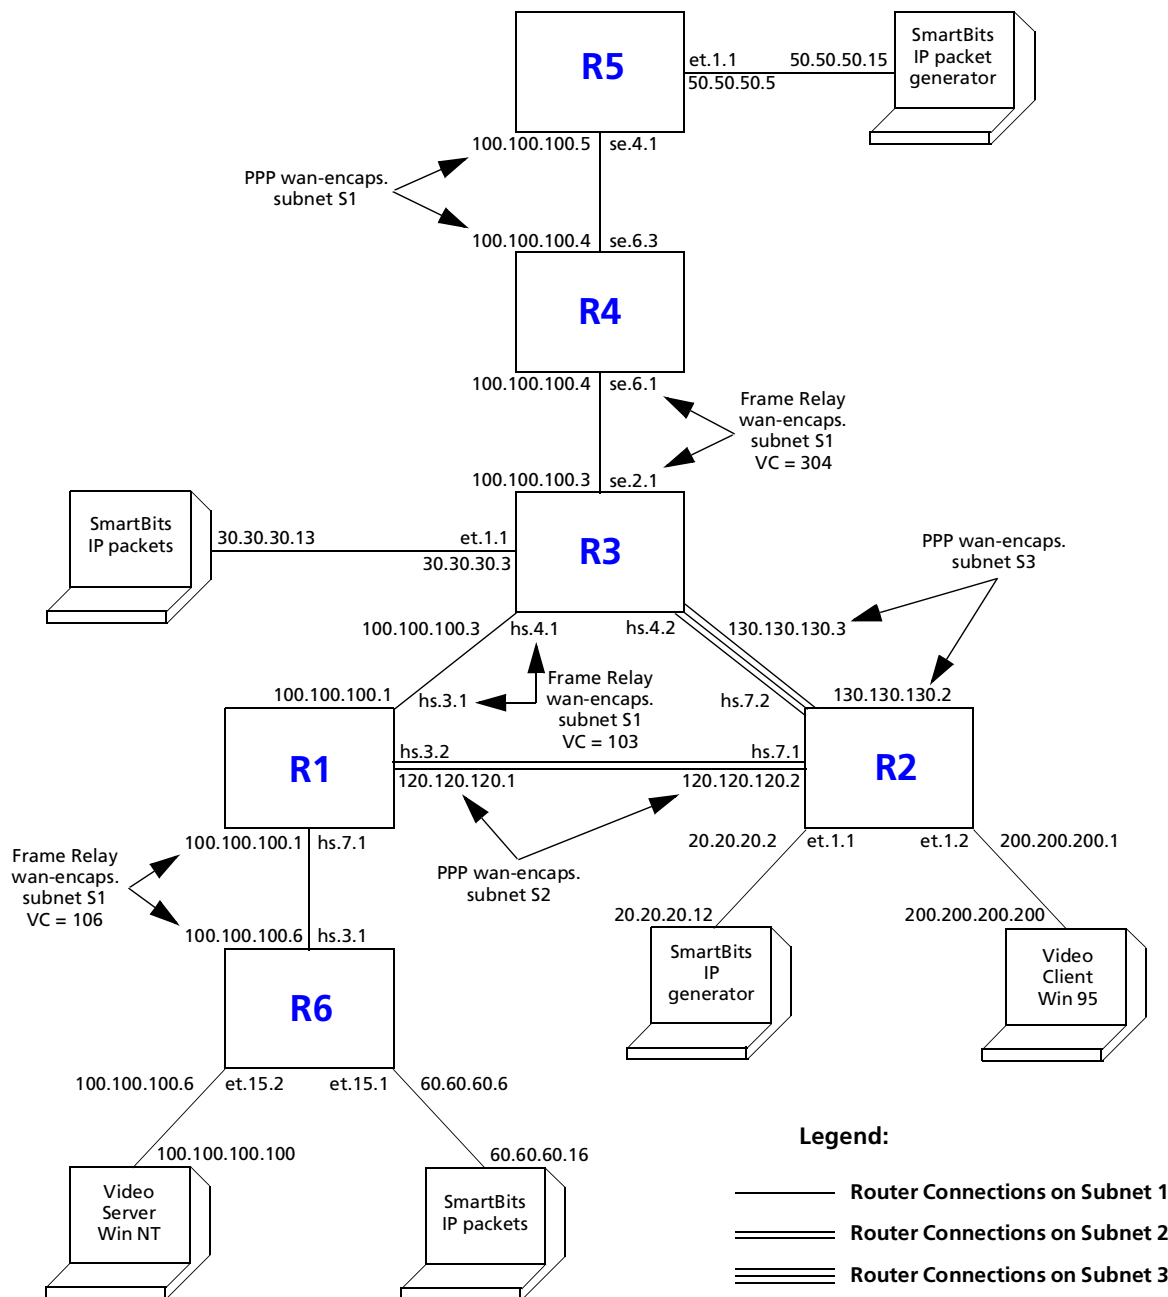 R5
et.1.1
50.50.50.15
50.50.50.5
SmartBits
IP packet
generator
100.100.100.5
se.4.1
PPP wan-encaps.
subnet S1
100.100.100.4
se.6.3
R4
100.100.100.4
se.6.1
Frame Relay
wan-encaps.
subnet S1
VC = 304
100.100.100.3
se.2.1
SmartBits
IP packets
30.30.30.13
et.1.1
30.30.30.3
R3
PPP wan-encaps.
subnet S3
100.100.100.3
hs.4.1
hs.4.2
130.130.130.3
100.100.100.1
hs.3.1
Frame Relay
wan-encaps.
subnet S1
VC = 103
hs.7.2
130.130.130.2
R1
hs.3.2
hs.7.1
120.120.120.1
120.120.120.2
R2
100.100.100.1
hs.7.1
Frame Relay
wan-encaps.
subnet S1
VC = 106
PPP wan-encaps.
subnet S2
20.20.20.2
et.1.1
et.1.2
200.200.200.1
100.100.100.6
hs.3.1
20.20.20.12
200.200.200.200
SmartBits
IP
generator
Video
Client
Win 95
R6
100.100.100.6
et.15.2
et.15.1
60.60.60.6
100.100.100.100
60.60.60.16
Video
Server
Win NT
SmartBits
IP packets
Legend:
Router Connections on Subnet 1
Router Connections on Subnet 2
Router Connections on Subnet 3